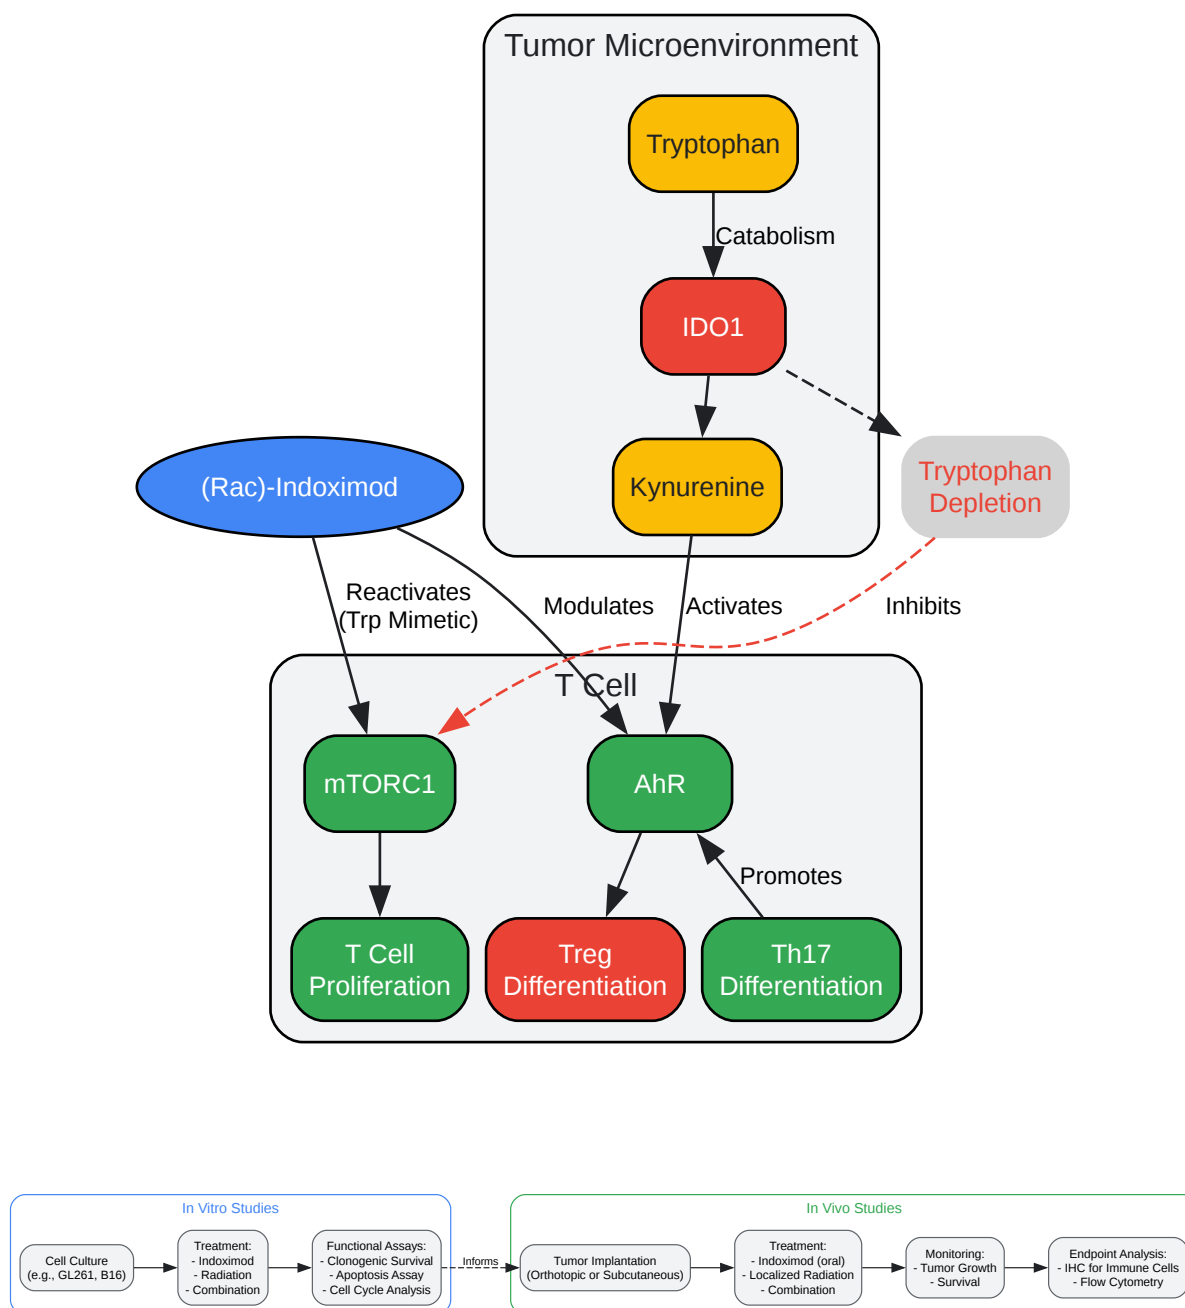 Tumor Microenvironment
Tryptophan
Catabolism
IDO1
(Rac)-Indoximod
Kynurenine
Tryptophan
Depletion
Reactivates
(Trp Mimetic)
Modulates
Activates
Inhibits
T Cell
mTORC1
AhR
Promotes
T Cell
Proliferation
Treg
Differentiation
Th17
Differentiation
In Vitro Studies
Cell Culture
(e.g., GL261, B16)
Treatment:
- Indoximod
- Radiation
- Combination
Functional Assays:
- Clonogenic Survival
- Apoptosis Assay
- Cell Cycle Analysis
Informs
In Vivo Studies
Tumor Implantation
(Orthotopic or Subcutaneous)
Treatment:
- Indoximod (oral)
- Localized Radiation
- Combination
Monitoring:
- Tumor Growth
- Survival
Endpoint Analysis:
- IHC for Immune Cells
- Flow Cytometry